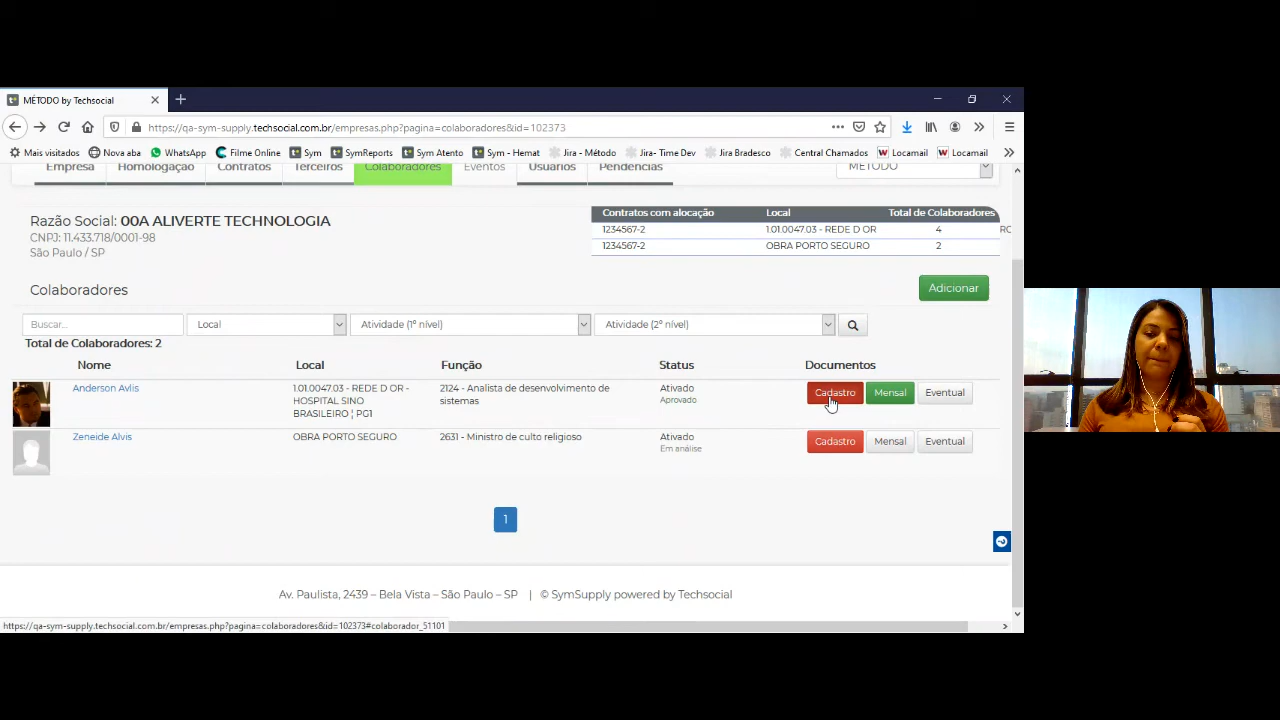 MÉTODO by Techsocial
https://qa-sym-supply.techsocial.com.br/empresas.php?pagina=colaboradores&id=102373
Mais visitados Nova aba WhatsApp Filme Online Sym SymReports Sym Atento Sym - Hemat Jira - Método Jira- Time Dev Jira Bradesco Central Chamados Locamail Locamail
Empresa Homologação Contratos Terceiros Colaboradores Eventos Usuários Pendências MÉTODO
Razão Social: 00A ALIVERTE TECHNOLOGIA
CNPJ: 11.433.718/0001-98
São Paulo / SP
Contratos com alocação Local Total de Colaboradores
1234567-2 1.01.0047.03 - REDE D OR 4 RC
1234567-2 OBRA PORTO SEGURO 2
Colaboradores Adicionar
Buscar... Local Atividade (1º nível) Atividade (2º nível)
Total de Colaboradores: 2
Nome Local Função Status Documentos
Anderson Avlis 1.01.0047.03 - REDE D OR - 2124 - Analista de desenvolvimento de Ativado Cadastro Mensal Eventual
HOSPITAL SINO sistemas Aprovado
BRASILEIRO ¦ PG1
Zeneide Alvis OBRA PORTO SEGURO 2631 - Ministro de culto religioso Ativado Cadastro Mensal Eventual
Em análise
1
Av. Paulista, 2439 – Bela Vista – São Paulo – SP | © SymSupply powered by Techsocial
https://qa-sym-supply.techsocial.com.br/empresas.php?pagina=colaboradores&id=102373#colaborador_51101